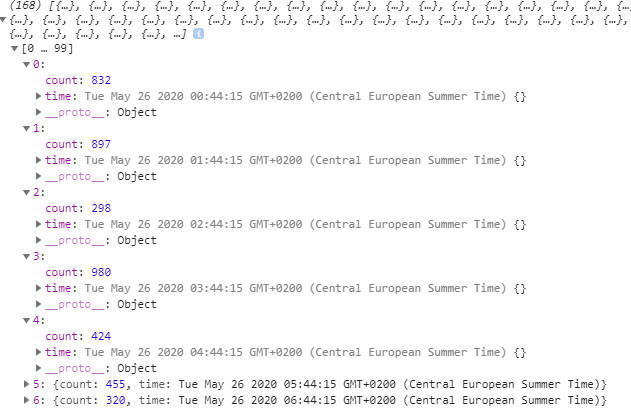 (168) [{…}, {…}, {…}, {…}, {…}, {…}, {…}, {…}, {…}, {…}, {…}, {…}, {…}, {…}, {…}, {…}, {…}, {…}, {…
{…}, {…}, {…}, {…}, {…}, {…}, {…}, {…}, {…}, {…}, {…}, {…}, {…}, {…}, {…}, {…}, {…}, {…}, {…},
{…}, {…}, {…}, {…}, {…}, …] i
▼[0 … 99]
▼0:
count: 832
▶time: Tue May 26 2020 00:44:15 GMT+0200 (Central European Summer Time) {}
▶__proto__: Object
▼1:
count: 897
▶time: Tue May 26 2020 01:44:15 GMT+0200 (Central European Summer Time) {}
▶__proto__: Object
▼2:
count: 298
▶time: Tue May 26 2020 02:44:15 GMT+0200 (Central European Summer Time) {}
▶__proto__: Object
▼3:
count: 980
▶time: Tue May 26 2020 03:44:15 GMT+0200 (Central European Summer Time) {}
▶__proto__: Object
▼4:
count: 424
▶time: Tue May 26 2020 04:44:15 GMT+0200 (Central European Summer Time) {}
▶__proto__: Object
▶5: {count: 455, time: Tue May 26 2020 05:44:15 GMT+0200 (Central European Summer Time)}
▶6: {count: 320, time: Tue May 26 2020 06:44:15 GMT+0200 (Central European Summer Time)}